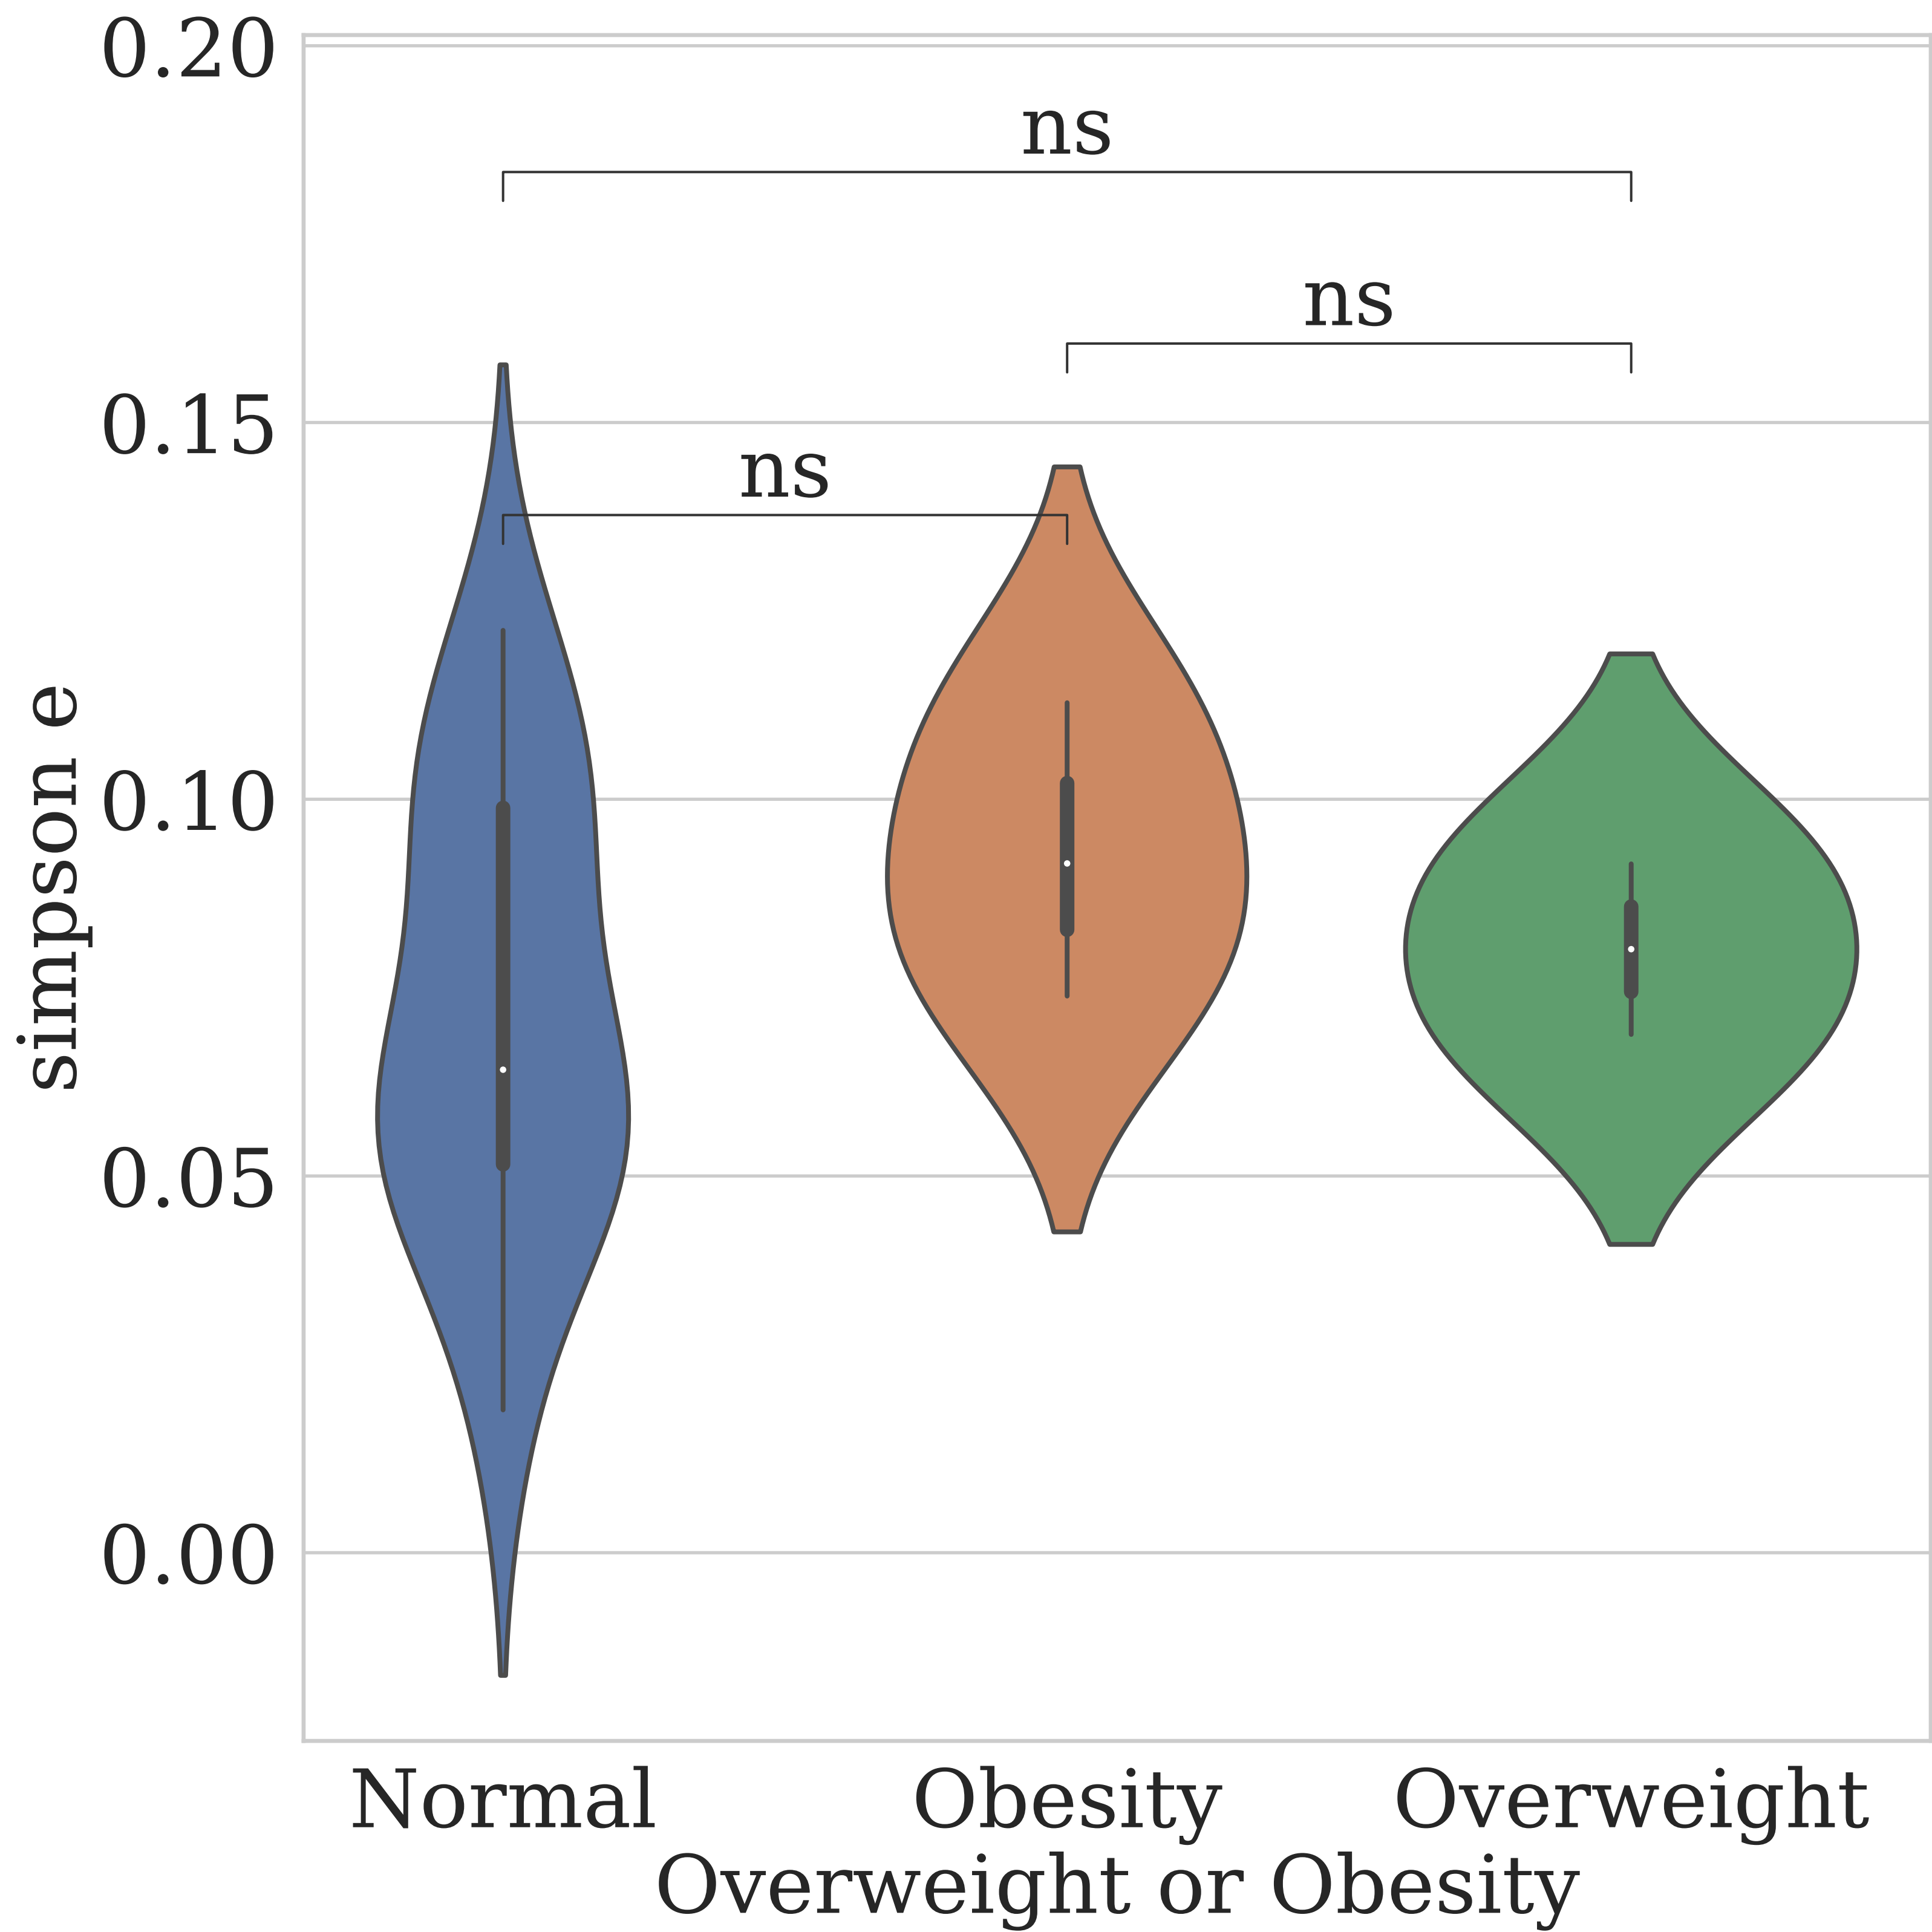 0.20
ns
ns
0.15
ns
simpson e
0.10
0.05
0.00
Normal Obesity Overweight
Overweight or Obesity